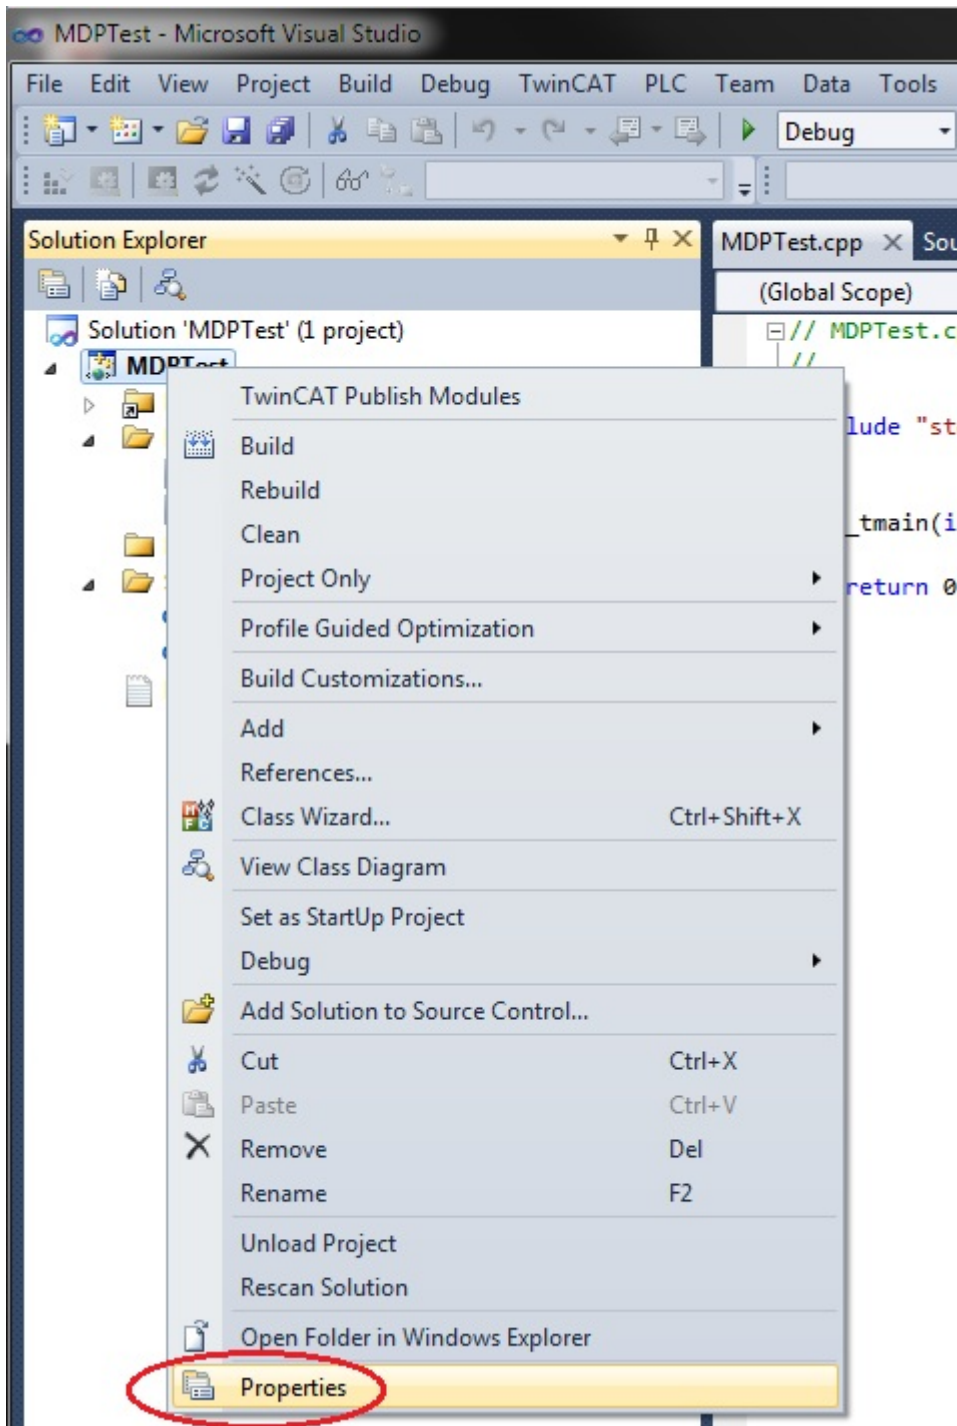 MDPTest - Microsoft Visual Studio
File Edit View Project Build Debug TwinCAT PLC Team Data Tools
Debug
Solution Explorer
MDPTest.cpp
(Global Scope)
Solution 'MDPTest' (1 project)
// MDPTest.c
MDPTest
//
TwinCAT Publish Modules
lude "st
Build
Rebuild
_tmain(i
Clean
Project Only
return 0
Profile Guided Optimization
Build Customizations...
Add
References...
Class Wizard... Ctrl+Shift+X
View Class Diagram
Set as StartUp Project
Debug
Add Solution to Source Control...
Cut Ctrl+X
Paste Ctrl+V
Remove Del
Rename F2
Unload Project
Rescan Solution
Open Folder in Windows Explorer
Properties